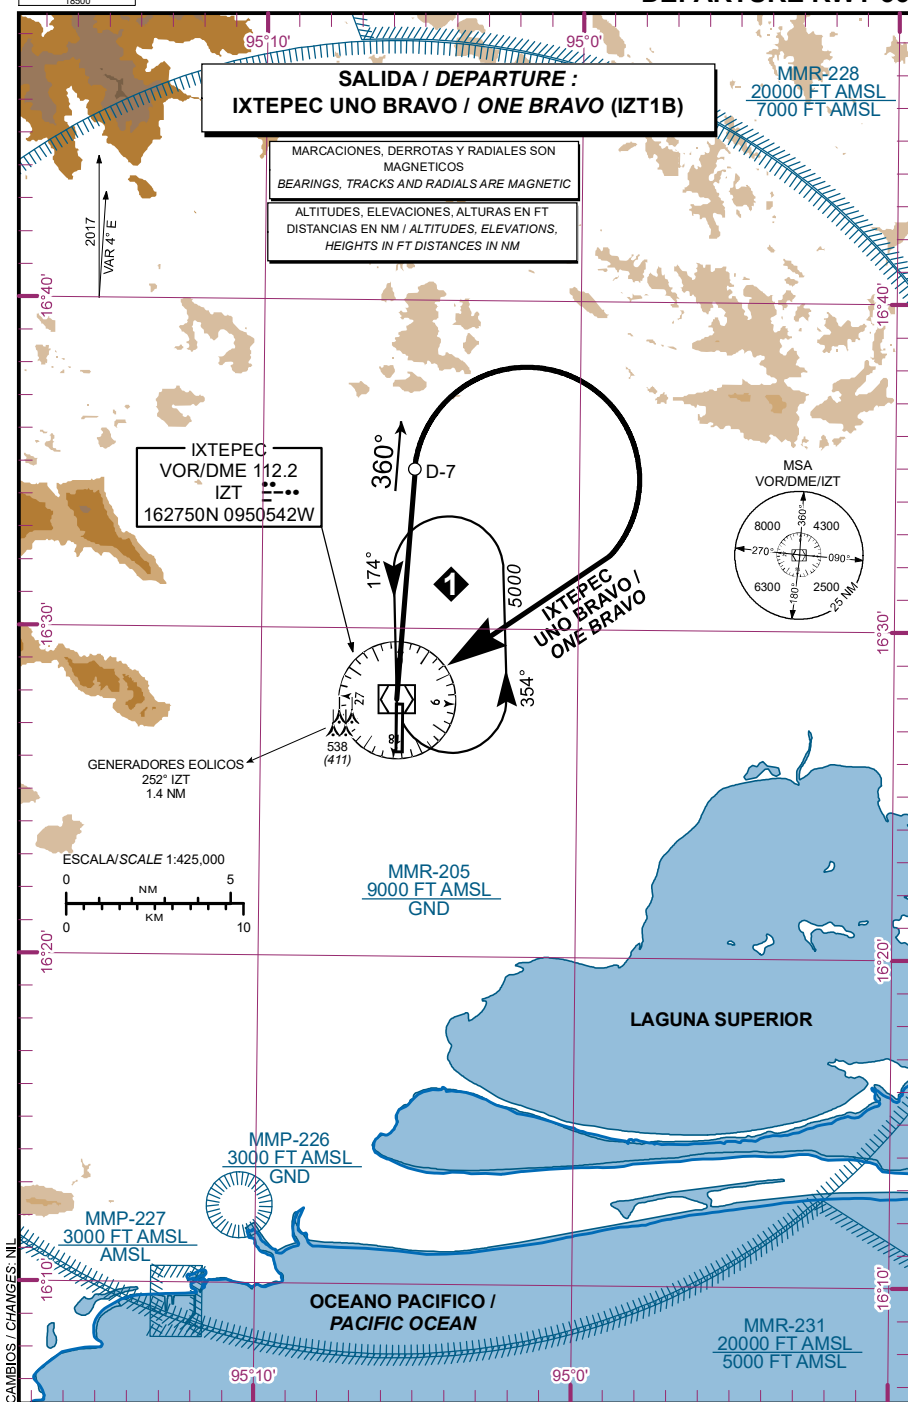 18500
95°10'
95°0'
SALIDA / DEPARTURE :
IXTEPEC UNO BRAVO / ONE BRAVO (IZT1B)
MMR-228
20000 FT AMSL
7000 FT AMSL
MARCACIONES, DERROTAS Y RADIALES SON
MAGNETICOS
BEARINGS, TRACKS AND RADIALS ARE MAGNETIC
ALTITUDES, ELEVACIONES, ALTURAS EN FT
DISTANCIAS EN NM / ALTITUDES, ELEVATIONS,
HEIGHTS IN FT DISTANCES IN NM
2017
VAR 4° E
16°40'
16°40'
IXTEPEC
VOR/DME 112.2
IZT
162750N 0950542W
360°
D-7
MSA
VOR/DME/IZT
8000
4300
360°
270°
090°
6300
2500
180°
25 NM
174°
1
5000
IXTEPEC
UNO BRAVO /
ONE BRAVO
354°
16°30'
16°30'
27
9
18
538
(411)
GENERADORES EOLICOS
252° IZT
1.4 NM
ESCALA/SCALE 1:425,000
0
5
NM
KM
0
10
MMR-205
9000 FT AMSL
GND
16°20'
16°20'
LAGUNA SUPERIOR
MMP-226
3000 FT AMSL
GND
MMP-227
3000 FT AMSL
AMSL
16°10'
16°10'
OCEANO PACIFICO /
PACIFIC OCEAN
MMR-231
20000 FT AMSL
5000 FT AMSL
95°10'
95°0'
CAMBIOS / CHANGES: NIL